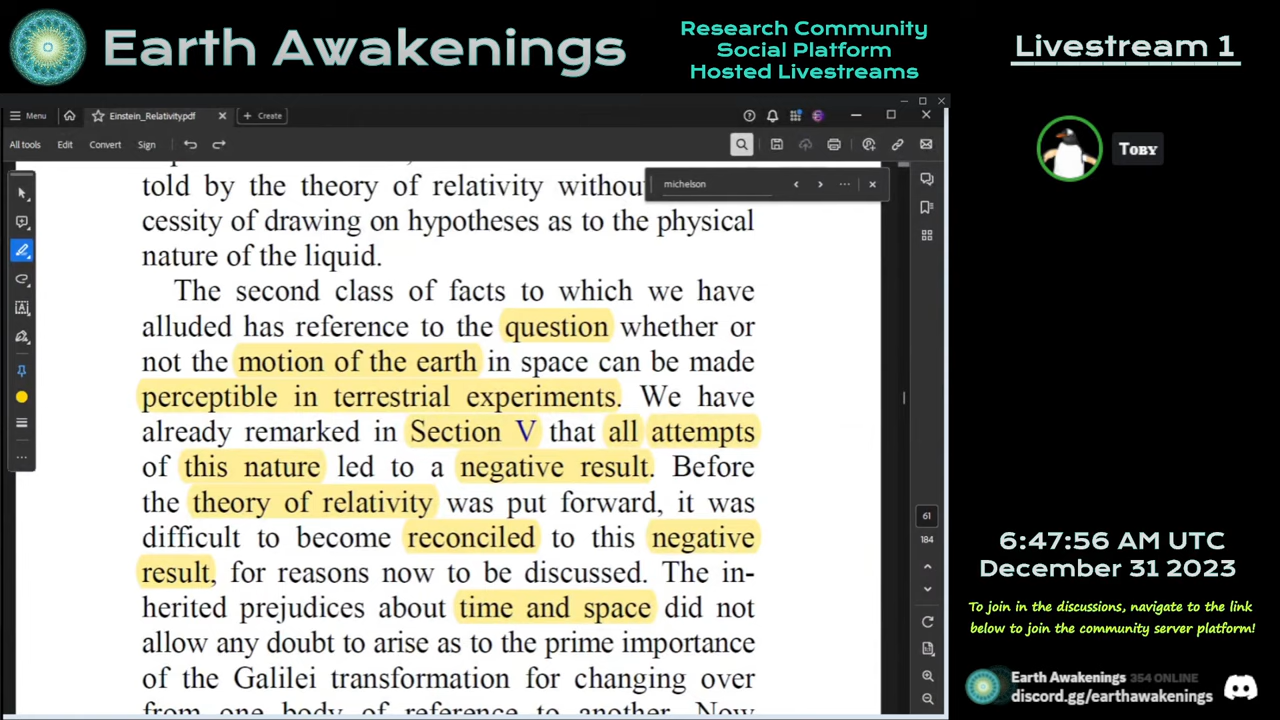 Earth Awakenings
Research Community
Social Platform
Hosted Livestreams
Livestream 1
Menu
Einstein_Relativity.pdf
+ Create
All tools
Edit
Convert
Sign
michelson
Toby
told by the theory of relativity without
cessity of drawing on hypotheses as to the physical
nature of the liquid.
The second class of facts to which we have
alluded has reference to the question whether or
not the motion of the earth in space can be made
perceptible in terrestrial experiments. We have
already remarked in Section V that all attempts
of this nature led to a negative result. Before
the theory of relativity was put forward, it was
difficult to become reconciled to this negative
result, for reasons now to be discussed. The in-
herited prejudices about time and space did not
allow any doubt to arise as to the prime importance
of the Galilei transformation for changing over
from one body of reference to another. Now
61
184
6:47:56 AM UTC
December 31 2023
To join in the discussions, navigate to the link
below to join the community server platform!
Earth Awakenings 354 ONLINE
discord.gg/earthawakenings